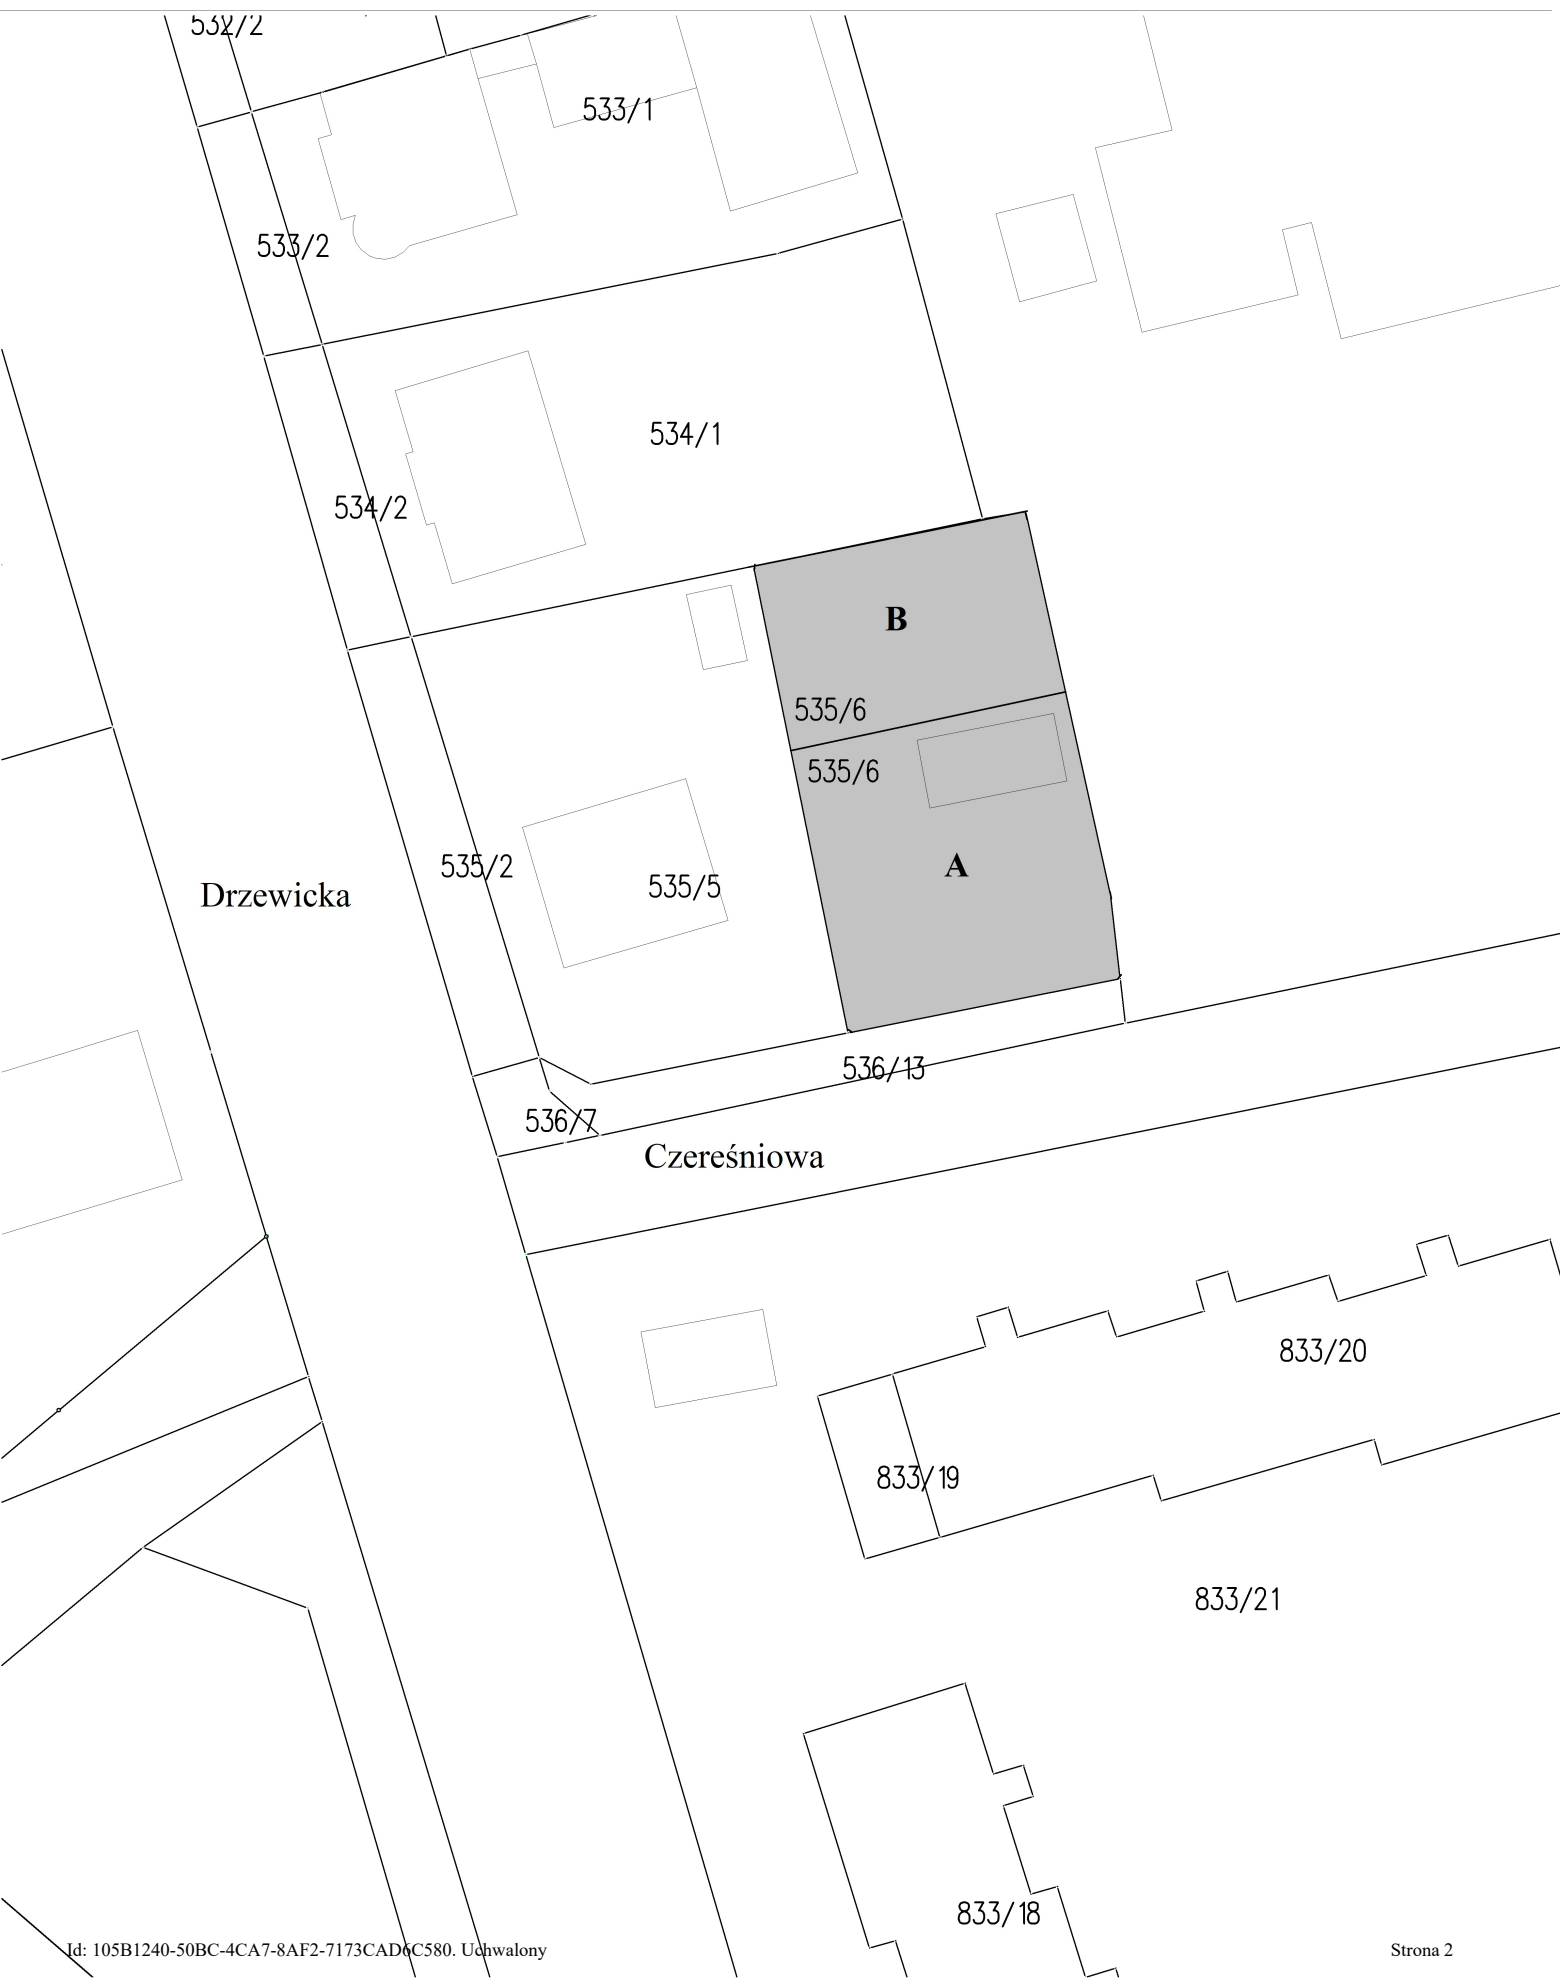 532/2
533/1
533/2
534/1
534/2
B
535/6
535/6
A
535/2
535/5
Drzewicka
536/13
536/7
Czereśniowa
833/20
833/19
833/21
833/18
Id: 105B1240-50BC-4CA7-8AF2-7173CAD6C580. Uchwalony
Strona 2